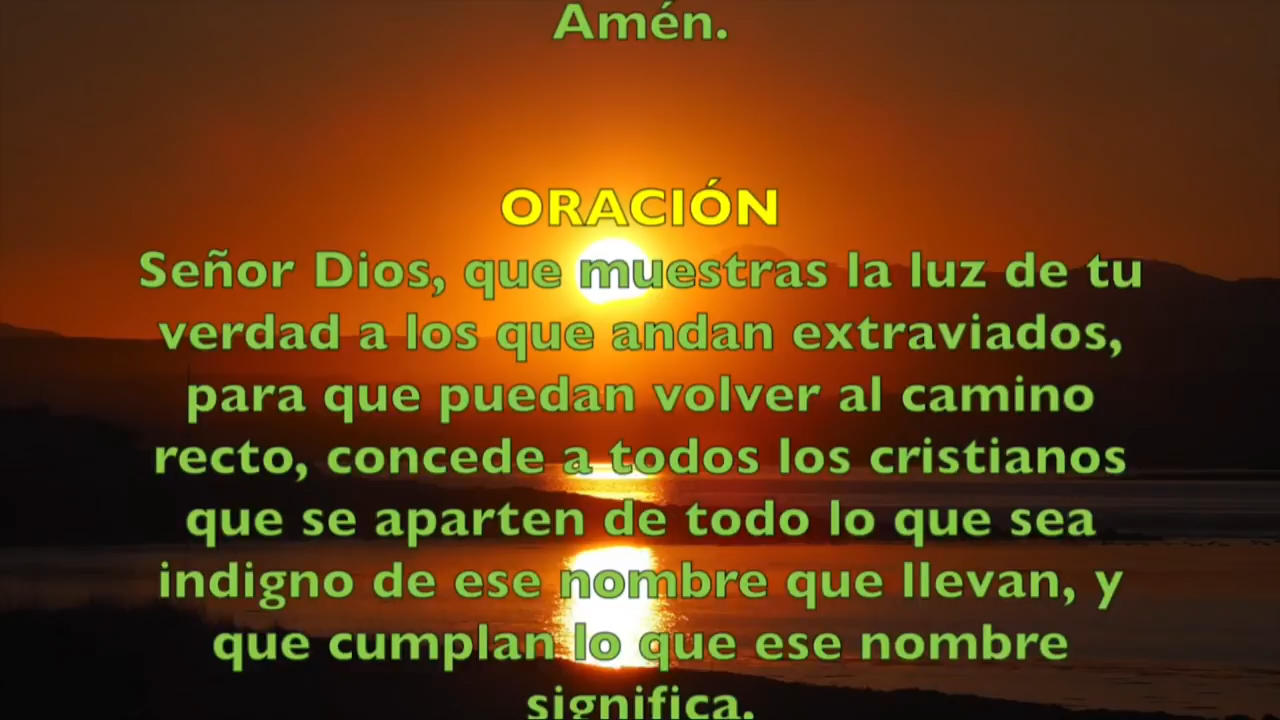 Amén.
ORACIÓN
Señor Dios, que muestras la luz de tu
verdad a los que andan extraviados,
para que puedan volver al camino
recto, concede a todos los cristianos
que se aparten de todo lo que sea
indigno de ese nombre que llevan, y
que cumplan lo que ese nombre
significa.